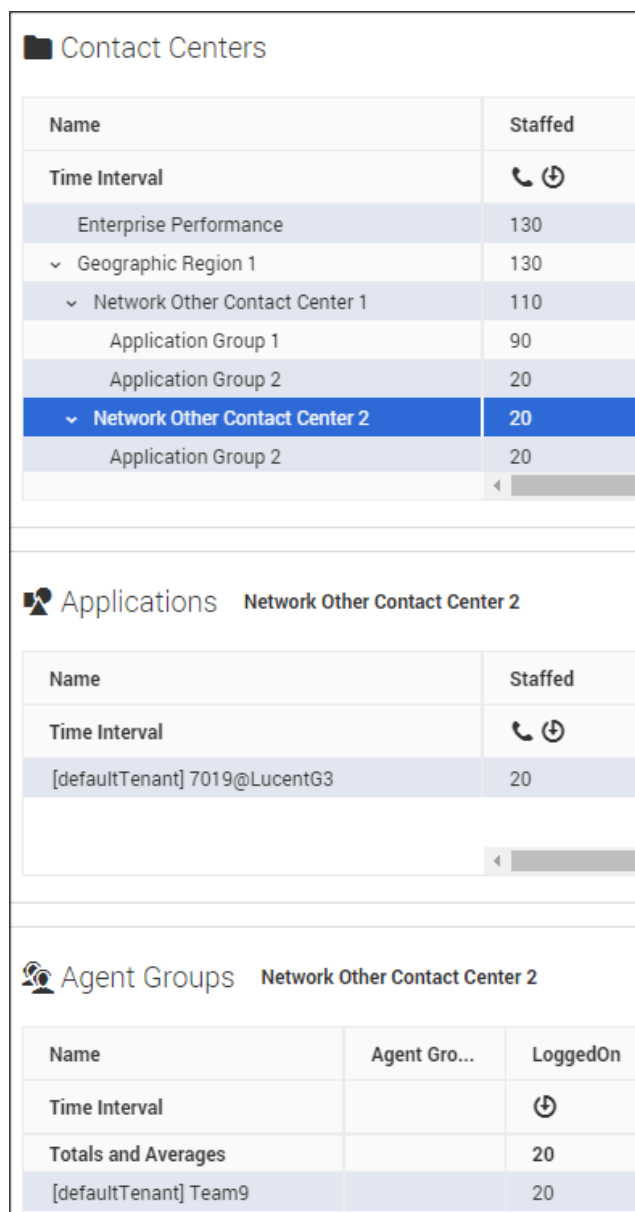 Contact Centers
Name Staffed
Time Interval
Enterprise Performance 130
Geographic Region 1 130
Network Other Contact Center 1 110
Application Group 1 90
Application Group 2 20
Network Other Contact Center 2 20
Application Group 2 20
Applications Network Other Contact Center 2
Name Staffed
Time Interval
[defaultTenant] 7019@LucentG3 20
Agent Groups Network Other Contact Center 2
Name Agent Gro... LoggedOn
Time Interval
Totals and Averages 20
[defaultTenant] Team9 20